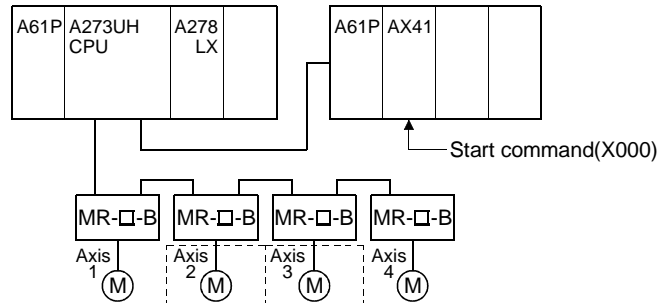 A61P A273UH CPU A278 LX
A61P AX41
Start command(X000)
MR-□-B MR-□-B MR-□-B MR-□-B
Axis 1 Axis 2 Axis 3 Axis 4
M M M M